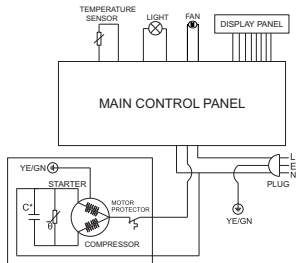 TEMPERATURE
SENSOR
LIGHT
FAN
DISPLAY PANEL
MAIN CONTROL PANEL
L
E
N
PLUG
YE/GN
YE/GN
STARTER
MOTOR
PROTECTOR
C*
θ
COMPRESSOR